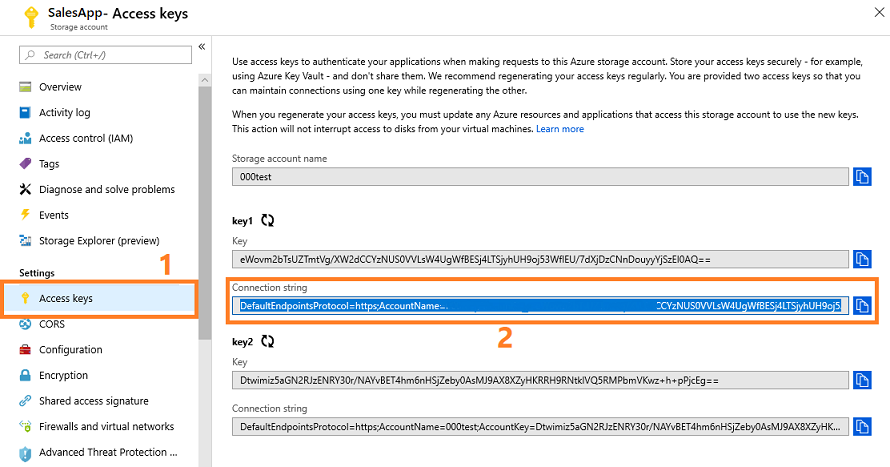 SalesApp- Access keys
Storage account
Search (Ctrl+/)
Overview
Activity log
Access control (IAM)
Tags
Diagnose and solve problems
Events
Storage Explorer (preview)
Settings
1
Access keys
CORS
Configuration
Encryption
Shared access signature
Firewalls and virtual networks
Advanced Threat Protection ...
Use access keys to authenticate your applications when making requests to this Azure storage account. Store your access keys securely - for example,
using Azure Key Vault - and don't share them. We recommend regenerating your access keys regularly. You are provided two access keys so that you
can maintain connections using one key while regenerating the other.
When you regenerate your access keys, you must update any Azure resources and applications that access this storage account to use the new keys.
This action will not interrupt access to disks from your virtual machines. Learn more
Storage account name
000test
key1
Key
eWovm2bTsUZTmtVg/XW2dCCYzNUS0VVLsW4UgWfBESj4LTSjyhUH9oj53WflEU/7dXjDzCNnDouyyYjSzEl0AQ==
Connection string
DefaultEndpointsProtocol=https;AccountName= CCYzNUS0VVLsW4UgWfBESj4LTSjyhUH9oj5
2
key2
Key
Dtwimiz5aGN2RJzENRY30r/NAYvBET4hm6nHSjZeby0AsMJ9AX8XZyHKRRH9RNtklVQ5RMPbmVKwz+h+pPjcEg==
Connection string
DefaultEndpointsProtocol=https;AccountName=000test;AccountKey=Dtwimiz5aGN2RJzENRY30r/NAYvBET4hm6nHSjZeby0AsMJ9AX8XZyHK...